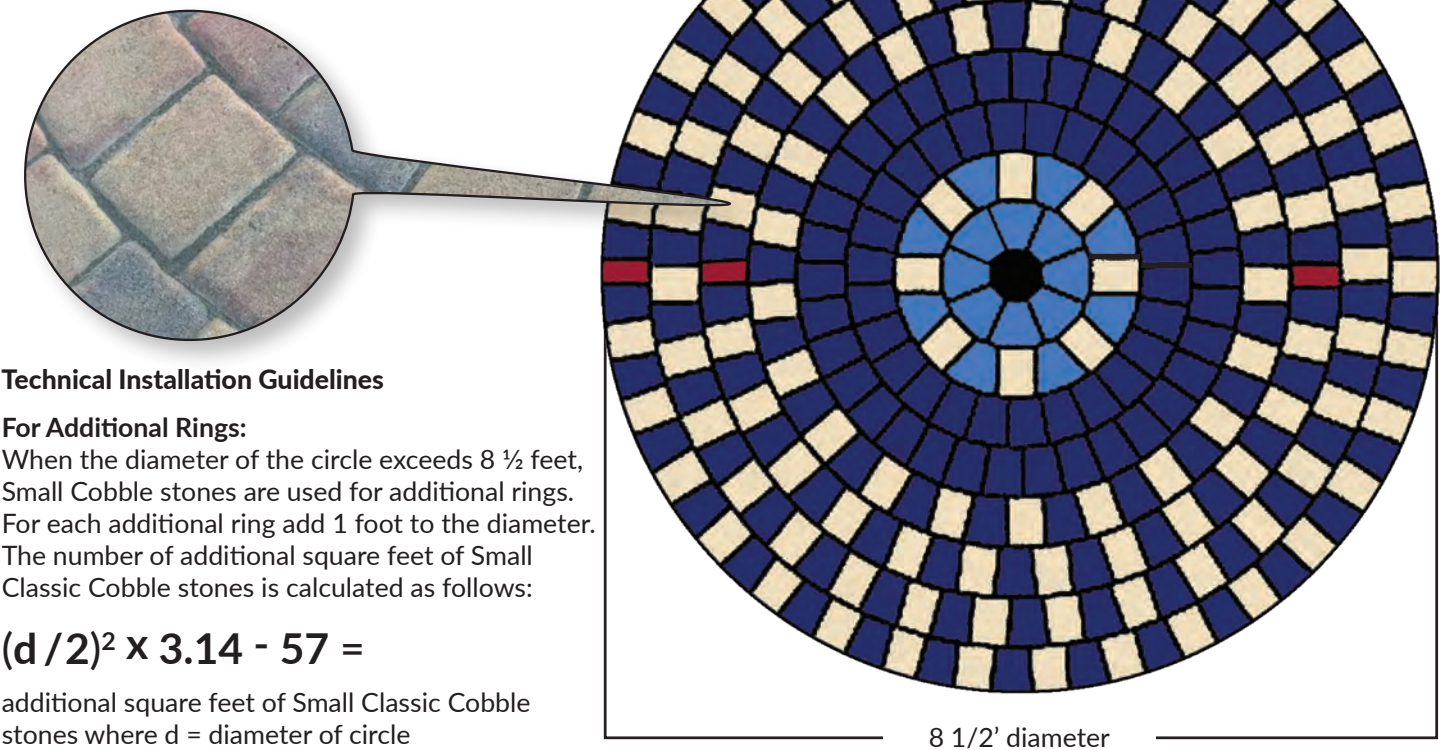 Technical Installation Guidelines
For Additional Rings:
When the diameter of the circle exceeds 8 ½ feet,
Small Cobble stones are used for additional rings.
For each additional ring add 1 foot to the diameter.
The number of additional square feet of Small
Classic Cobble stones is calculated as follows:
(d/2)² x 3.14 - 57 =
additional square feet of Small Classic Cobble
stones where d = diameter of circle
8 1/2’ diameter